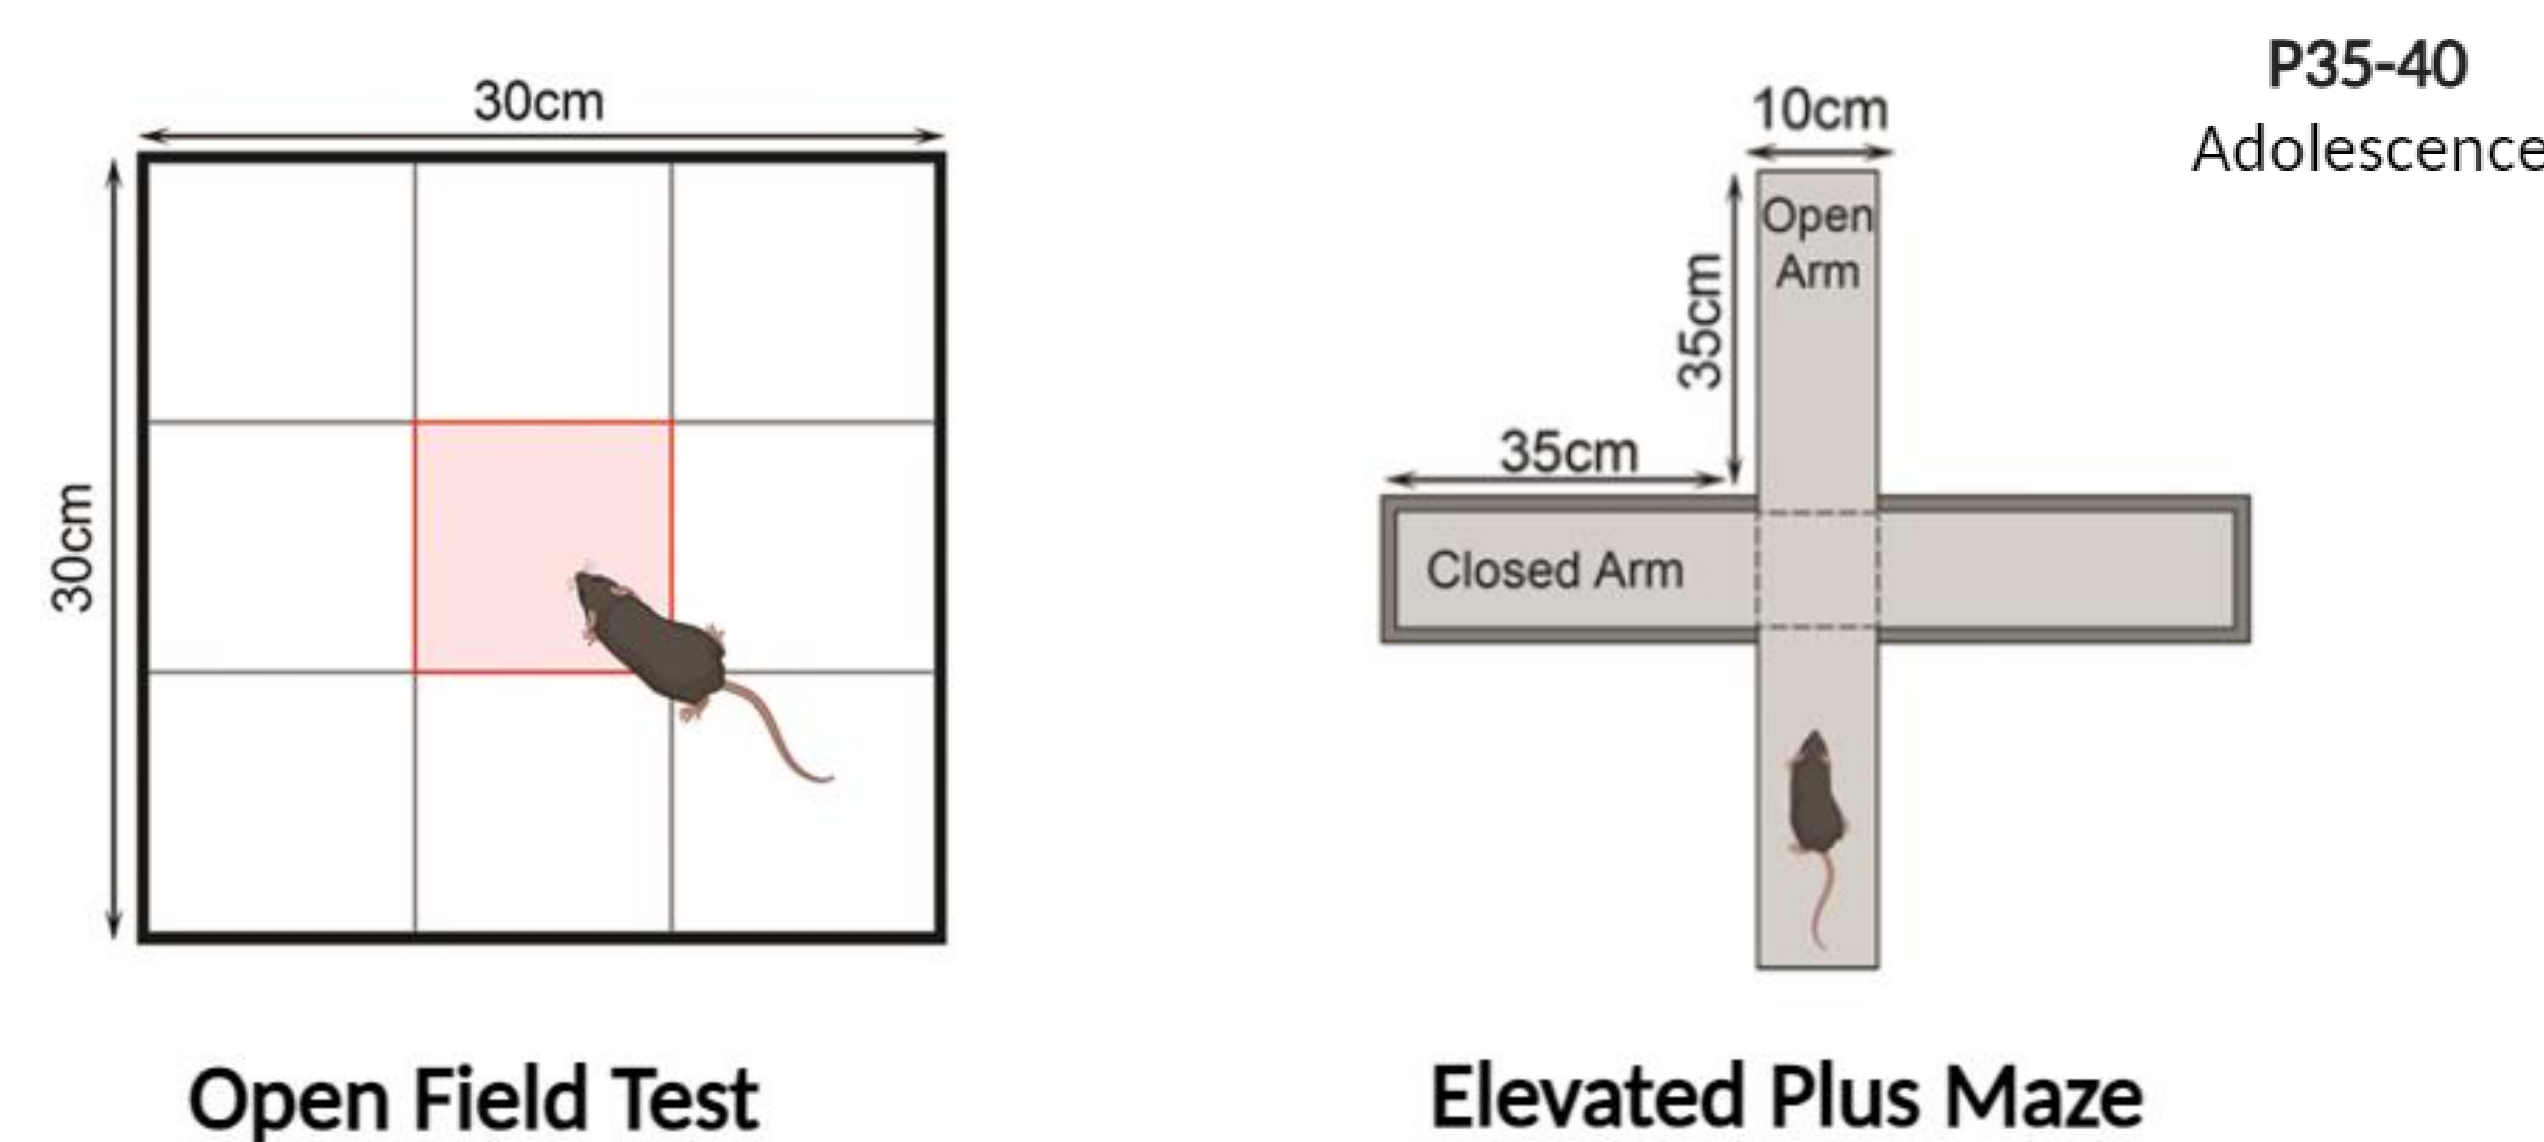 30cm
30cm
Open Field Test
P35-40
Adolescence
10cm
Open
Arm
35cm
35cm
Closed Arm
Elevated Plus Maze